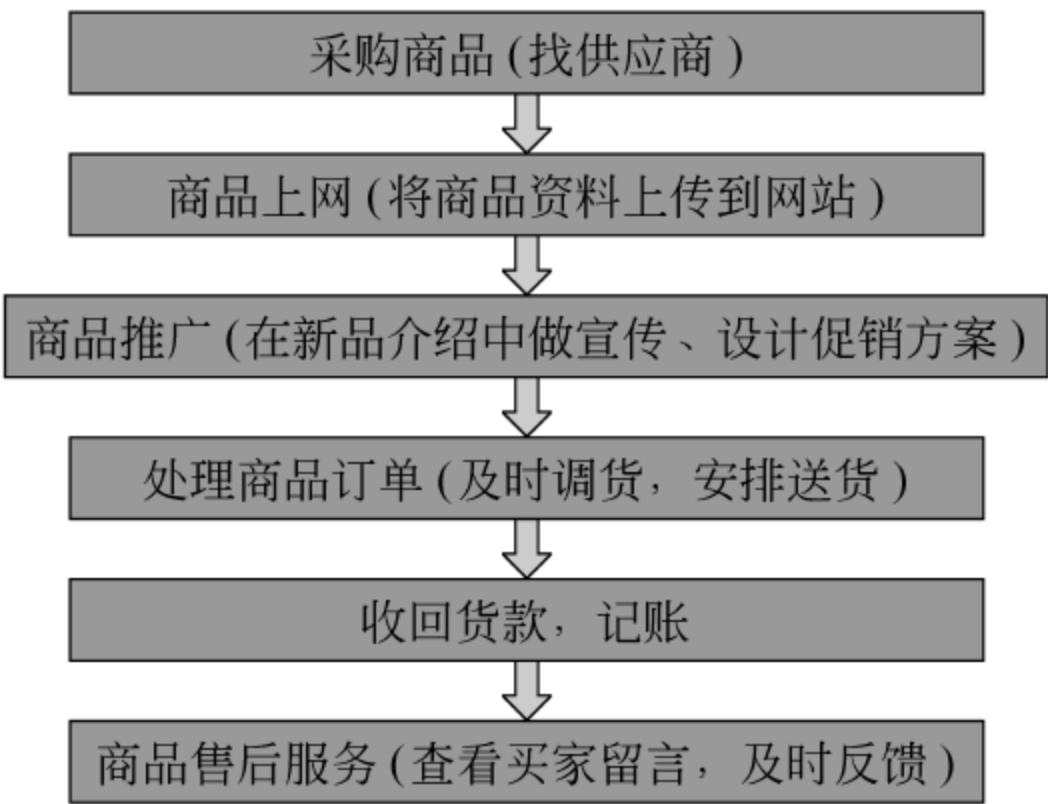 采购商品(找供应商)
商品上网(将商品资料上传到网站)
商品推广(在新品介绍中做宣传、设计促销方案)
处理商品订单(及时调货，安排送货)
收回货款，记账
商品售后服务(查看买家留言，及时反馈)